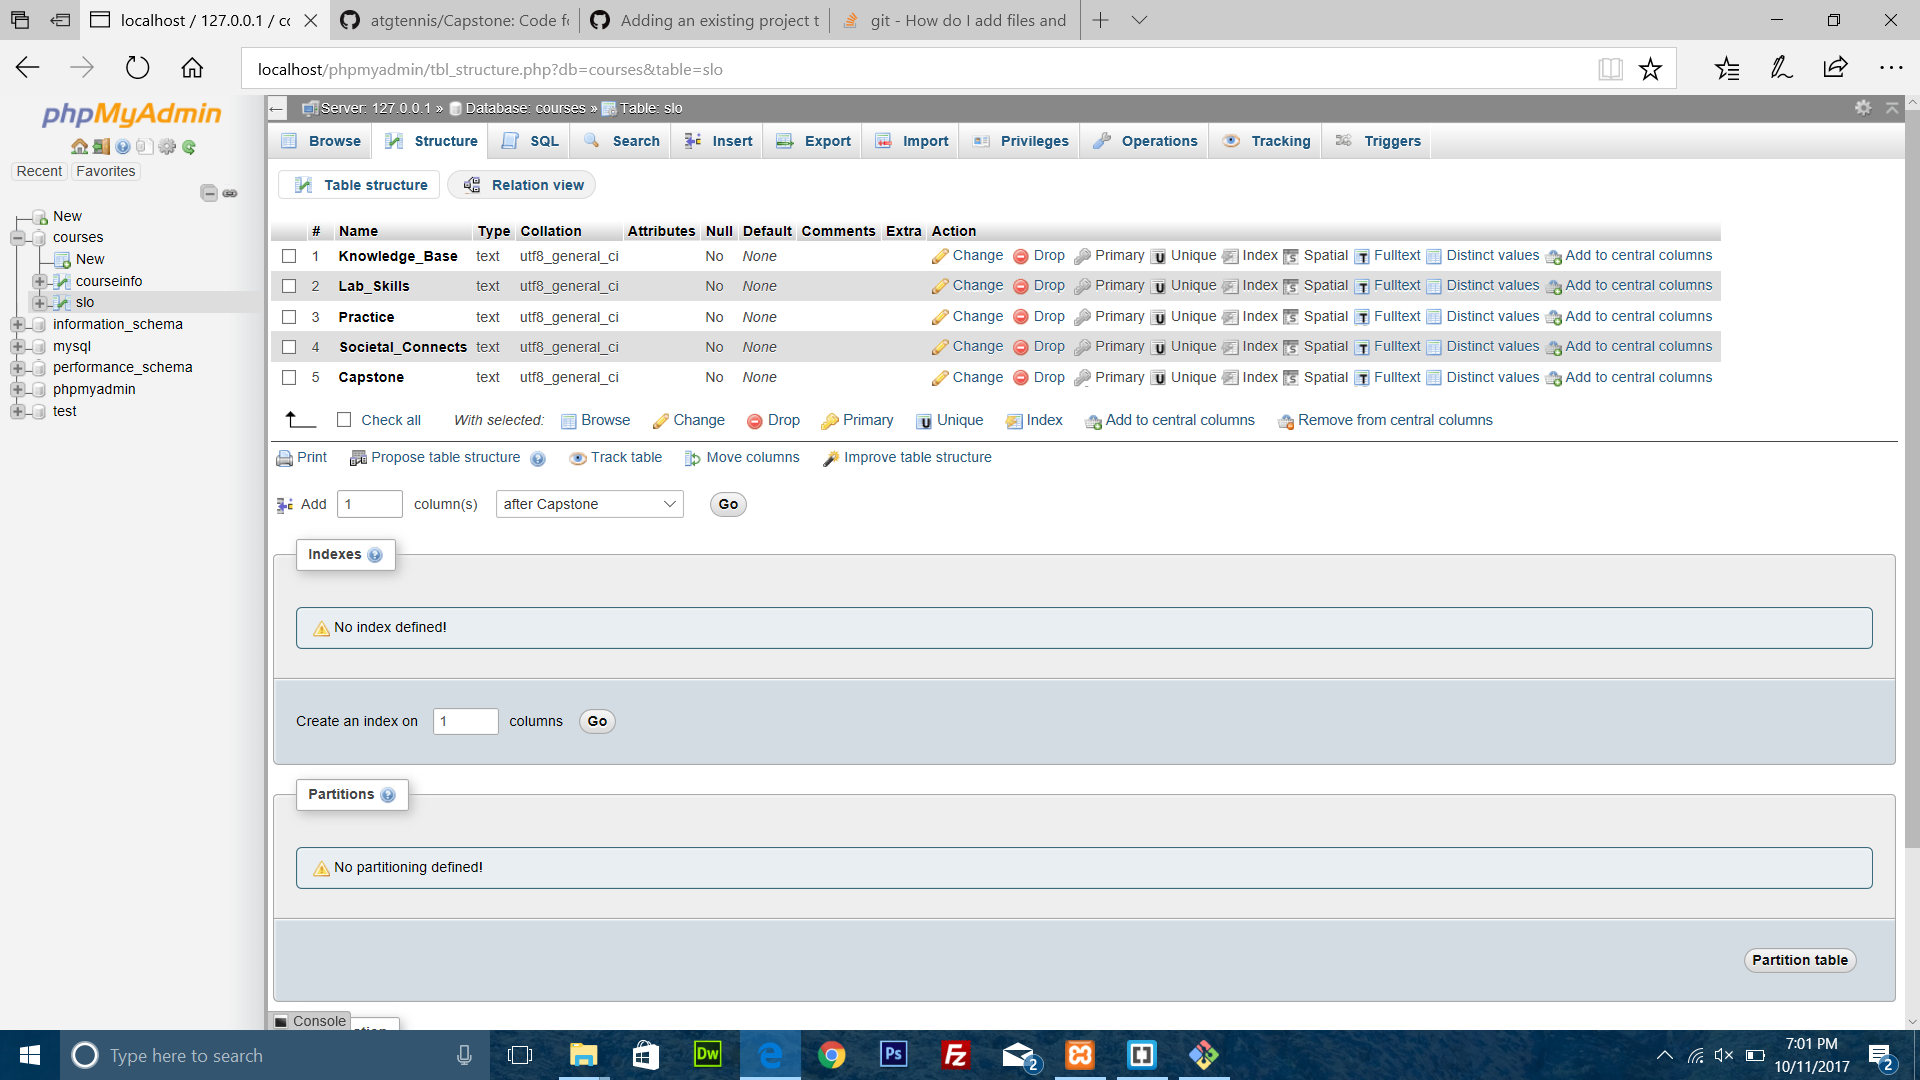 localhost / 127.0.0.1 / cc
atgtennis/Capstone: Code fo
Adding an existing project t
git - How do I add files and
localhost/phpmyadmin/tbl_structure.php?db=courses&table=slo
phpMyAdmin
Recent Favorites
New
courses
New
courseinfo
slo
information_schema
mysql
performance_schema
phpmyadmin
test
Server: 127.0.0.1 » Database: courses » Table: slo
Browse Structure SQL Search Insert Export Import Privileges Operations Tracking Triggers
Table structure Relation view
# Name Type Collation Attributes Null Default Comments Extra Action
1 Knowledge_Base text utf8_general_ci No None Change Drop Primary Unique Index Spatial Fulltext Distinct values Add to central columns
2 Lab_Skills text utf8_general_ci No None Change Drop Primary Unique Index Spatial Fulltext Distinct values Add to central columns
3 Practice text utf8_general_ci No None Change Drop Primary Unique Index Spatial Fulltext Distinct values Add to central columns
4 Societal_Connects text utf8_general_ci No None Change Drop Primary Unique Index Spatial Fulltext Distinct values Add to central columns
5 Capstone text utf8_general_ci No None Change Drop Primary Unique Index Spatial Fulltext Distinct values Add to central columns
Check all With selected: Browse Change Drop Primary Unique Index Add to central columns Remove from central columns
Print Propose table structure Track table Move columns Improve table structure
Add 1 column(s) after Capstone Go
Indexes
No index defined!
Create an index on 1 columns Go
Partitions
No partitioning defined!
Partition table
Console
Type here to search
Dw
Ps
Fz
2
7:01 PM
10/11/2017
2